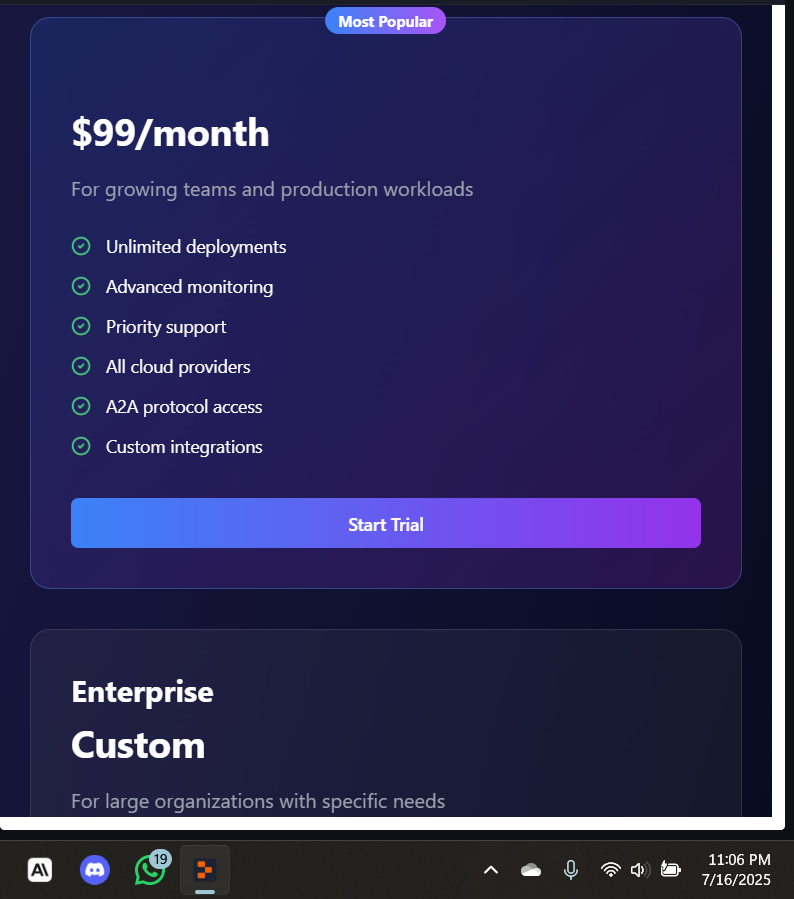 Most Popular
$99/month
For growing teams and production workloads
Unlimited deployments
Advanced monitoring
Priority support
All cloud providers
A2A protocol access
Custom integrations
Start Trial
Enterprise
Custom
For large organizations with specific needs
AI
19
11:06 PM
7/16/2025